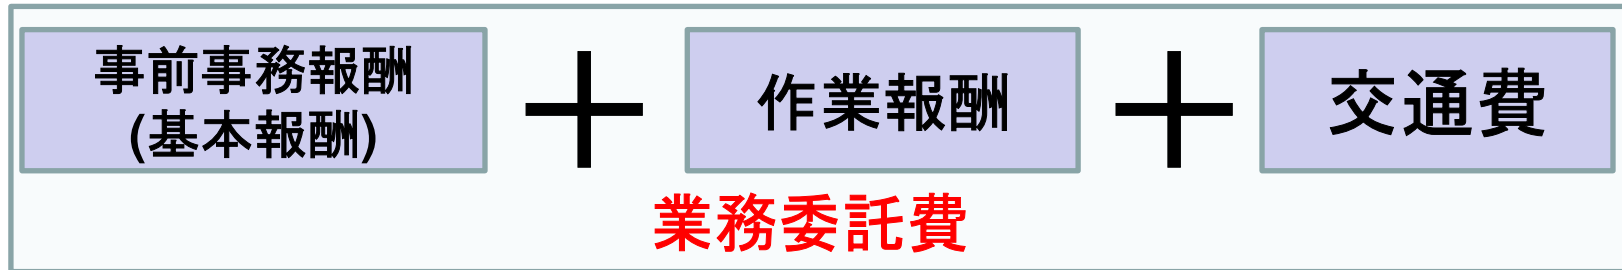 事前事務報酬
(基本報酬)
＋
作業報酬
＋
交通費
業務委託費